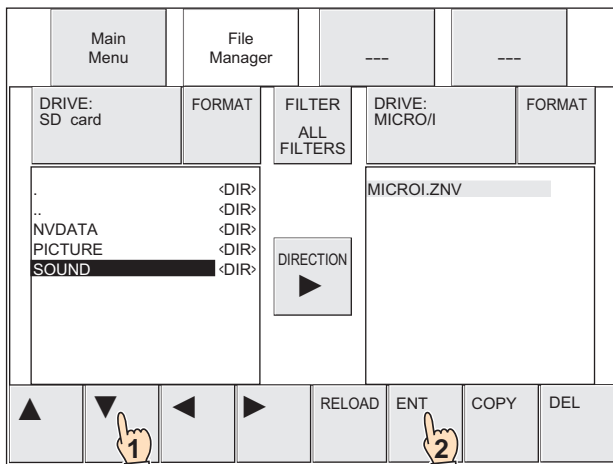 Main
Menu
File
Manager
---
---
DRIVE:
SD card
FORMAT
FILTER
ALL
FILTERS
DRIVE:
MICRO/I
FORMAT
. <DIR>
.. <DIR>
NVDATA <DIR>
PICTURE <DIR>
SOUND <DIR>
DIRECTION
MICROI.ZNV
RELOAD
ENT
COPY
DEL
1
2